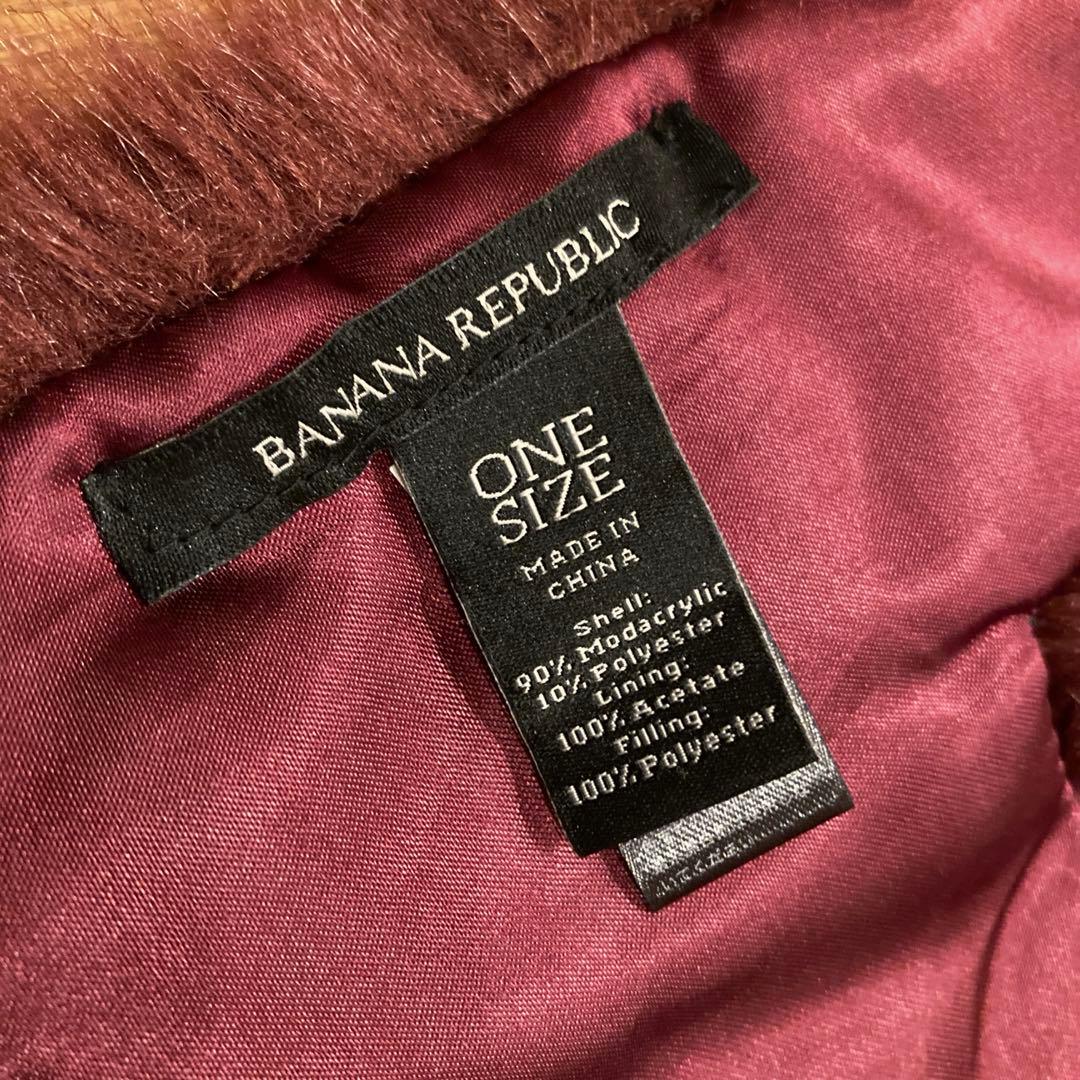 BANANA REPUBLIC
ONE
SIZE
MADE IN
CHINA
Shell:
90% Modacrylic
10% Polyester
Lining:
100% Acetate
Filling:
100% Polyester